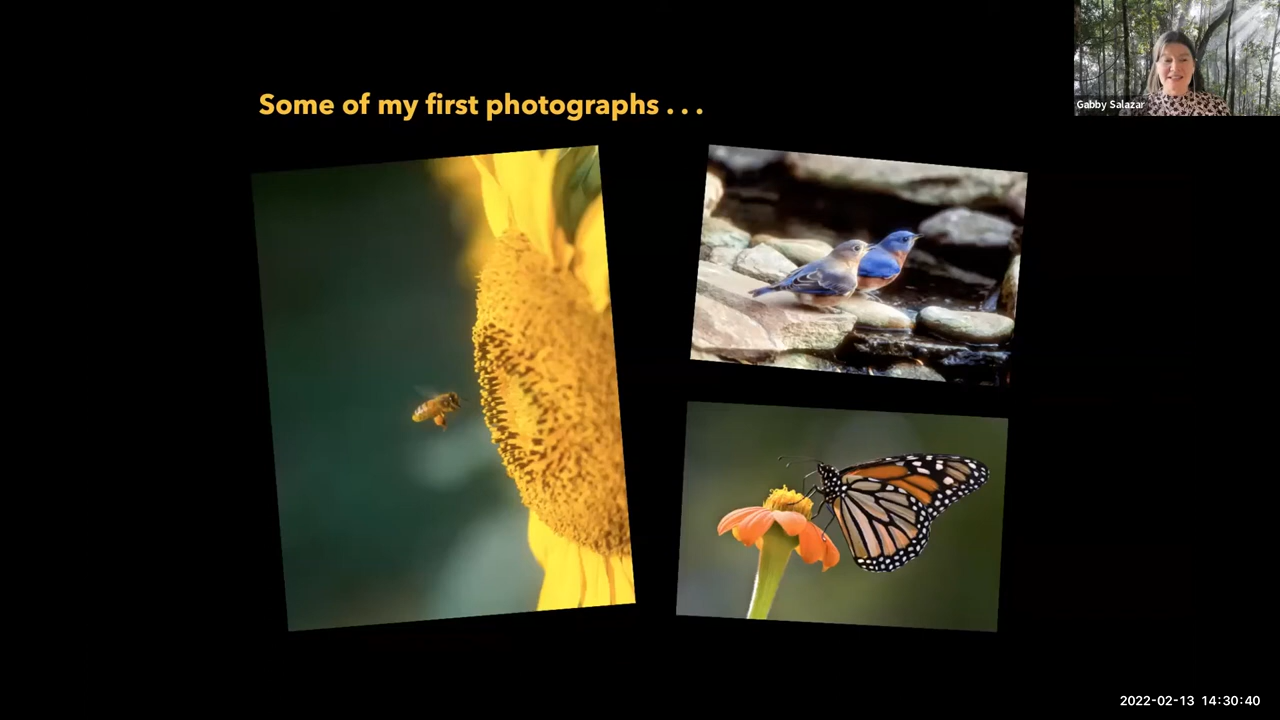 Some of my first photographs . . .
Gabby Salazar
2022-02-13 14:30:40